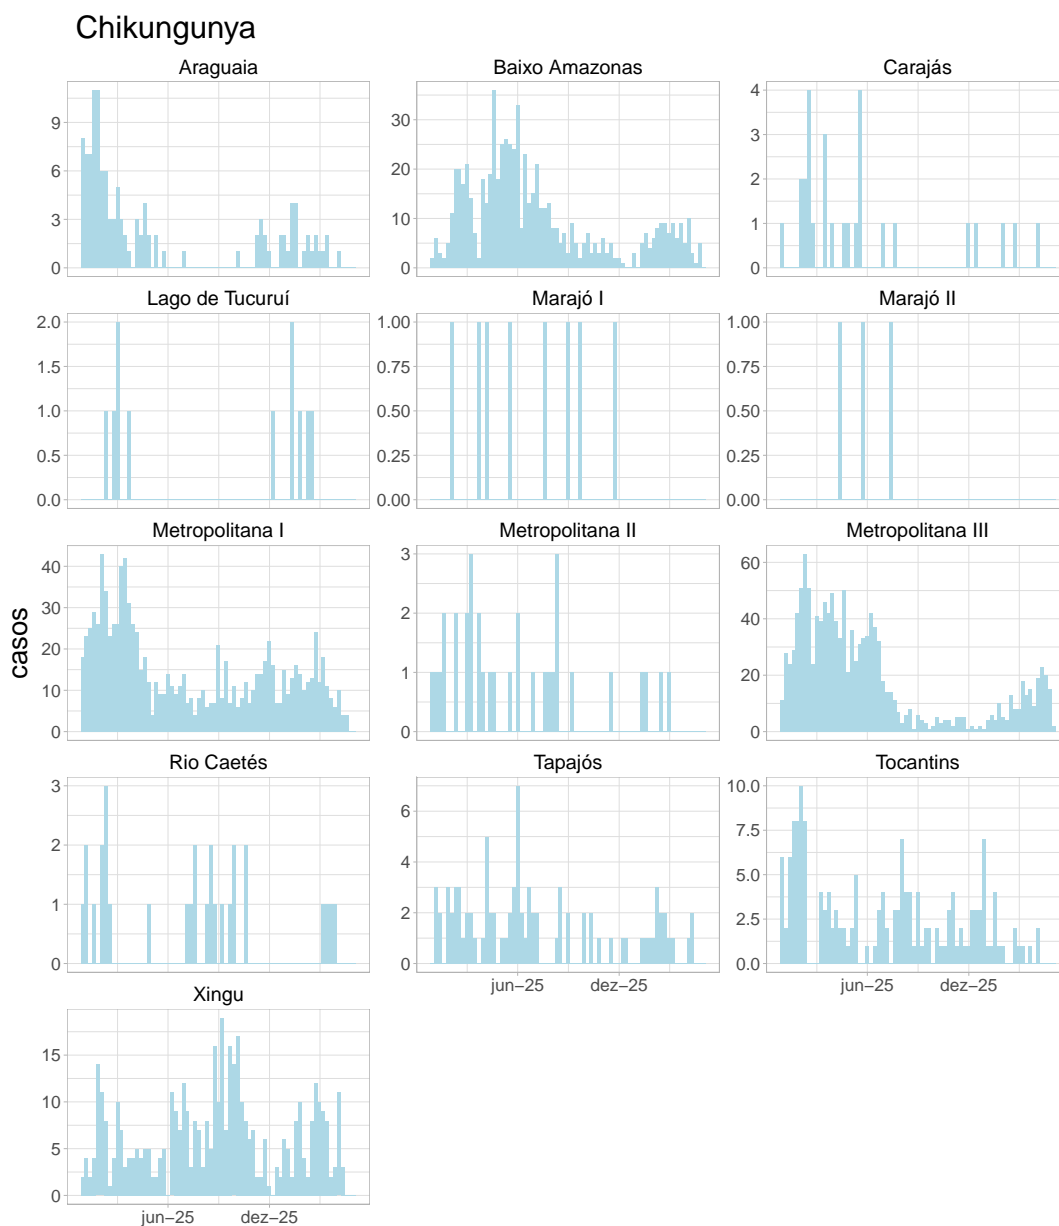 Chikungunya
Araguaia
Baixo Amazonas
Carajás
9
6
3
0
30
20
10
0
4
3
2
1
0
Lago de Tucuruí
Marajó I
Marajó II
2.0
1.5
1.0
0.5
0.0
1.00
0.75
0.50
0.25
0.00
1.00
0.75
0.50
0.25
0.00
Metropolitana I
Metropolitana II
Metropolitana III
40
30
20
10
0
3
2
1
0
60
40
20
0
casos
Rio Caetés
Tapajós
Tocantins
3
2
1
0
6
4
2
0
10.0
7.5
5.0
2.5
0.0
jun−25
dez−25
jun−25
dez−25
Xingu
15
10
5
0
jun−25
dez−25